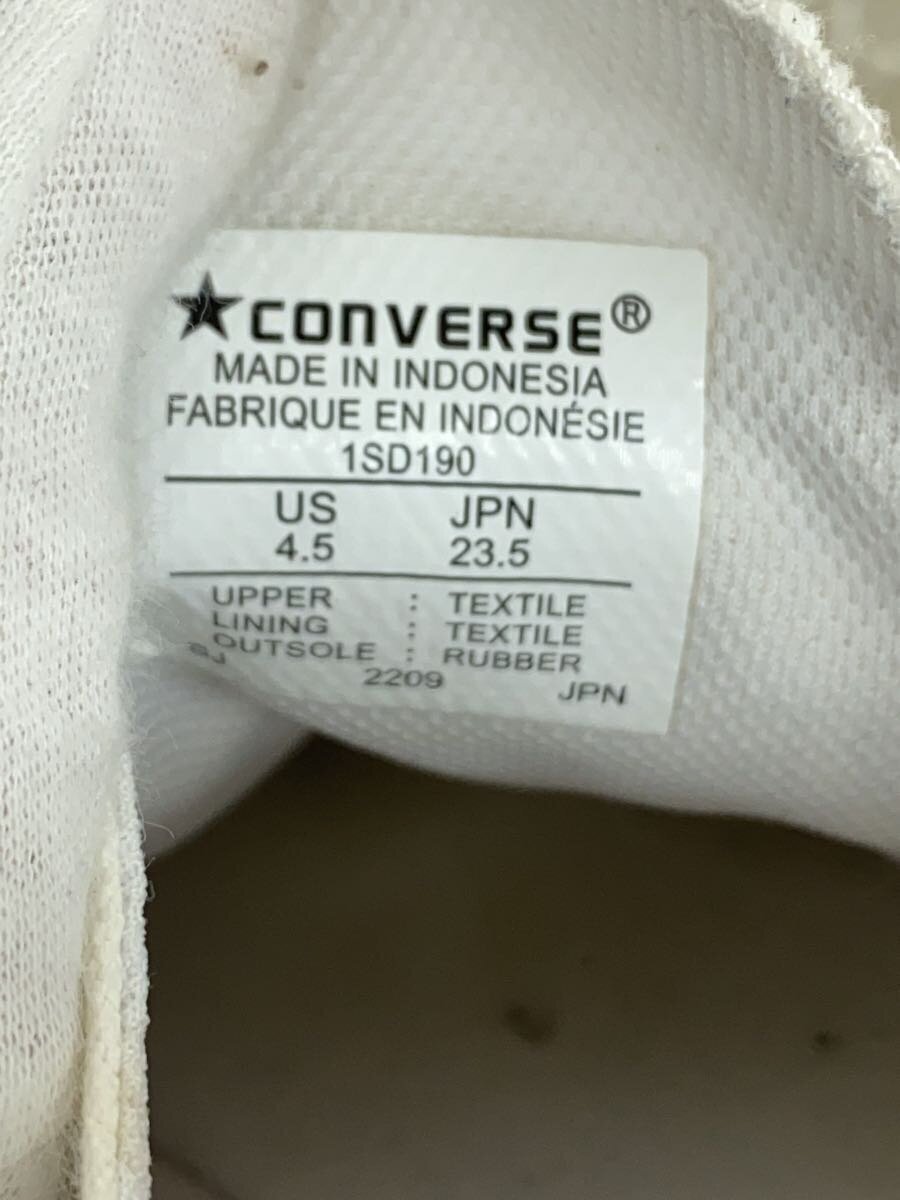 ★CONVERSE®
MADE IN INDONESIA
FABRIQUE EN INDONÉSIE
1SD190
US JPN
4.5 23.5
UPPER : TEXTILE
LINING : TEXTILE
OUTSOLE : RUBBER
2209 JPN